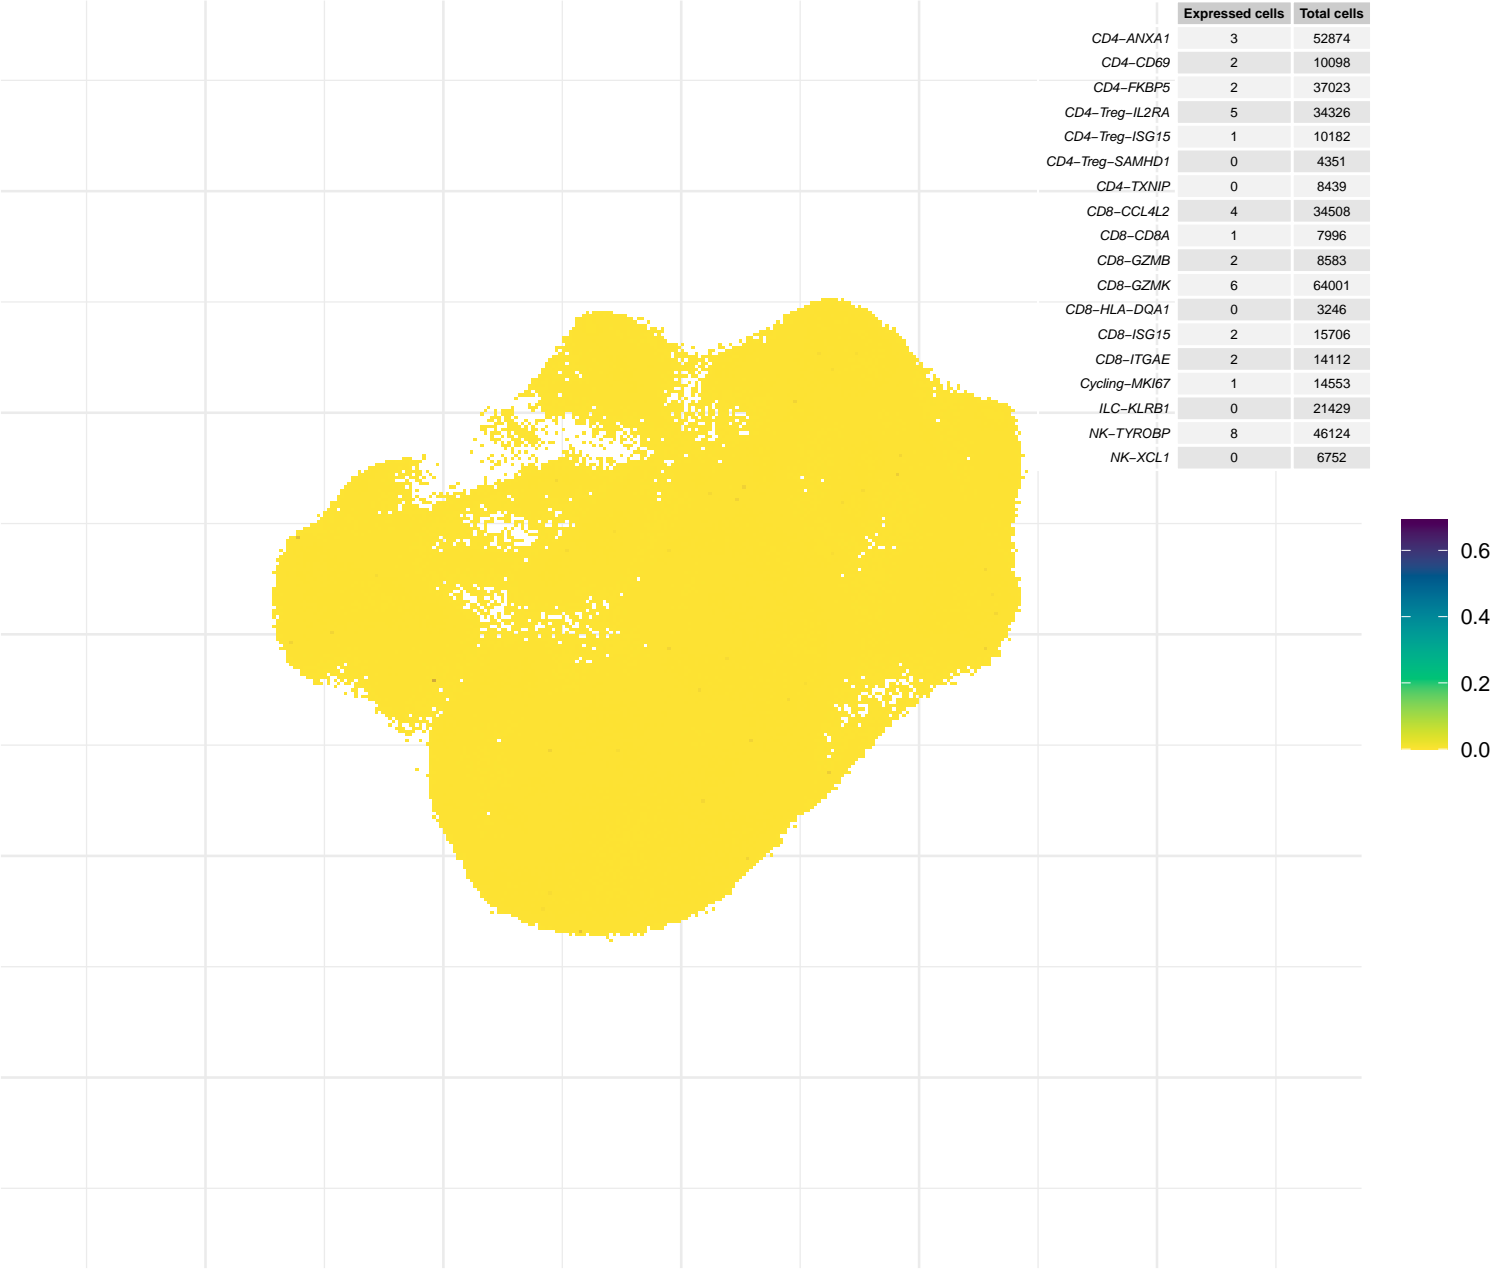 Expressed cells Total cells
CD4−ANXA1 3 52874
CD4−CD69 2 10098
CD4−FKBP5 2 37023
CD4−Treg−IL2RA 5 34326
CD4−Treg−ISG15 1 10182
CD4−Treg−SAMHD1 0 4351
CD4−TXNIP 0 8439
CD8−CCL4L2 4 34508
CD8−CD8A 1 7996
CD8−GZMB 2 8583
CD8−GZMK 6 64001
CD8−HLA−DQA1 0 3246
CD8−ISG15 2 15706
CD8−ITGAE 2 14112
Cycling−MKI67 1 14553
ILC−KLRB1 0 21429
NK−TYROBP 8 46124
NK−XCL1 0 6752
0.6
0.4
0.2
0.0